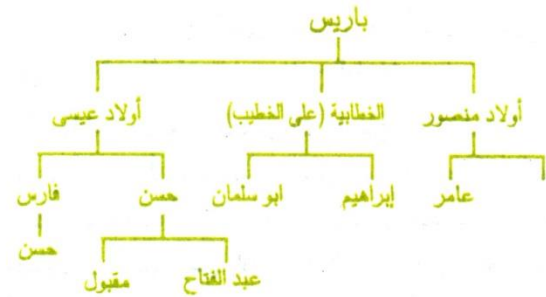 باريس
أولاد منصور الخطابية (على الخطيب) أولاد عيسى
عامر إبراهيم ابو سلمان حسن فارس
عبد الفتاح مقبول حسن